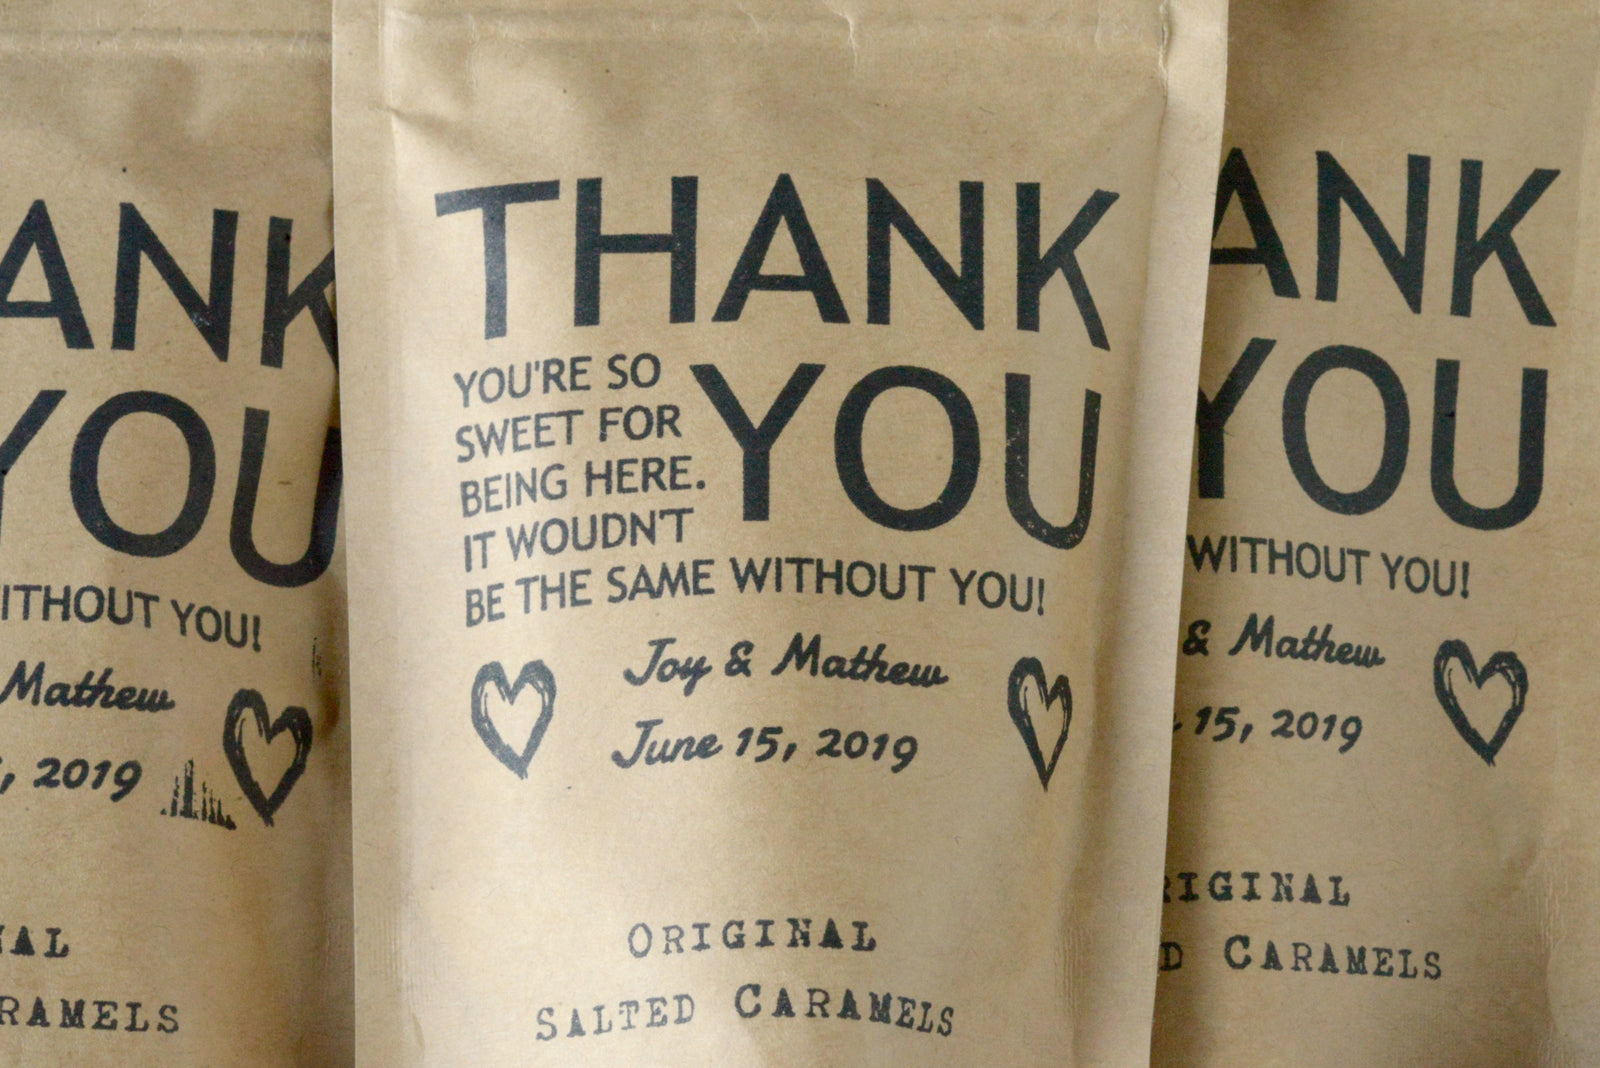 THANK
YOU
YOU'RE SO
SWEET FOR
BEING HERE.
IT WOUDN'T
BE THE SAME WITHOUT YOU!
Joy & Mathew
June 15, 2019
ORIGINAL
SALTED CARAMELS
ANK
YOU
ITHOUT YOU!
Mathew
, 2019
NAL
RAMELS
ANK
YOU
WITHOUT YOU!
& Mathew
15, 2019
RIGINAL
D CARAMELS